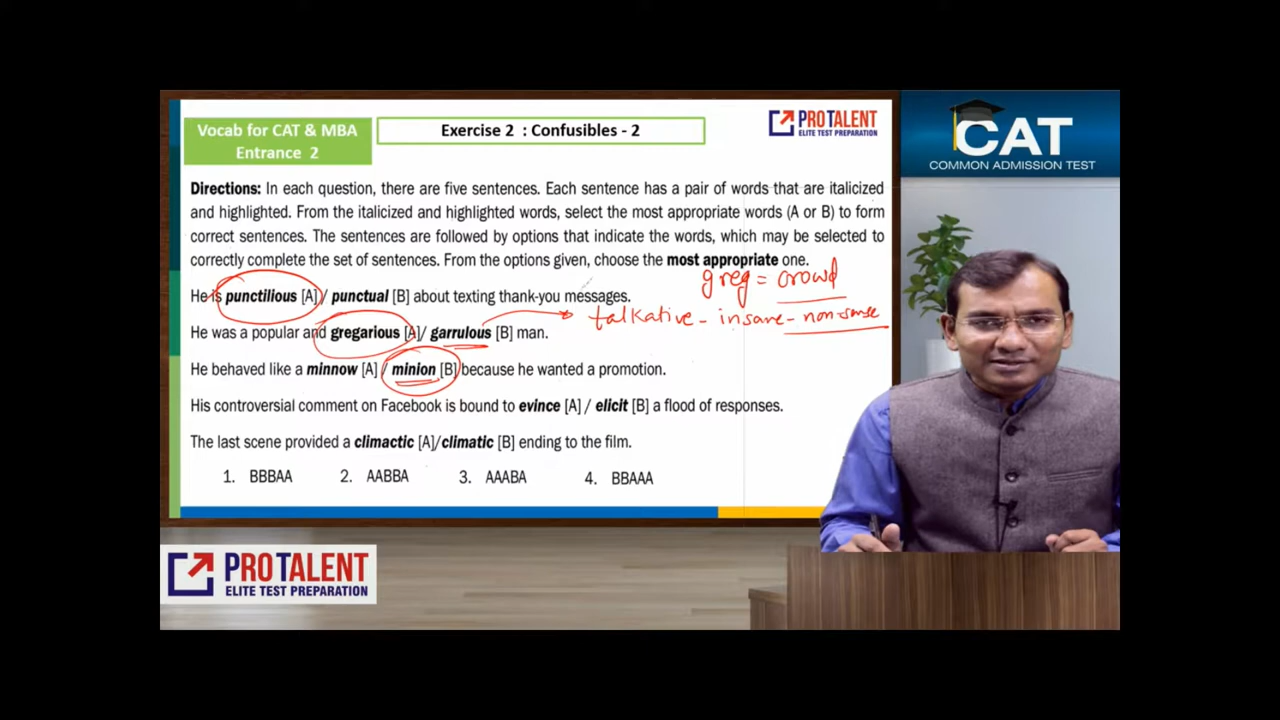 Vocab for CAT & MBA
Entrance 2
Exercise 2 : Confusibles - 2
PROTALENT
ELITE TEST PREPARATION
CAT
COMMON ADMISSION TEST
Directions: In each question, there are five sentences. Each sentence has a pair of words that are italicized
and highlighted. From the italicized and highlighted words, select the most appropriate words (A or B) to form
correct sentences. The sentences are followed by options that indicate the words, which may be selected to
correctly complete the set of sentences. From the options given, choose the most appropriate one.
greg = crowd
He is punctilious [A] / punctual [B] about texting thank-you messages.
talkative - insane - non-sense
He was a popular and gregarious [A]/ garrulous [B] man.
He behaved like a minnow [A] / minion [B] because he wanted a promotion.
His controversial comment on Facebook is bound to evince [A] / elicit [B] a flood of responses.
The last scene provided a climactic [A]/climatic [B] ending to the film.
1. BBBAA 2. AABBA 3. AAABA 4. BBAAA
PROTALENT
ELITE TEST PREPARATION